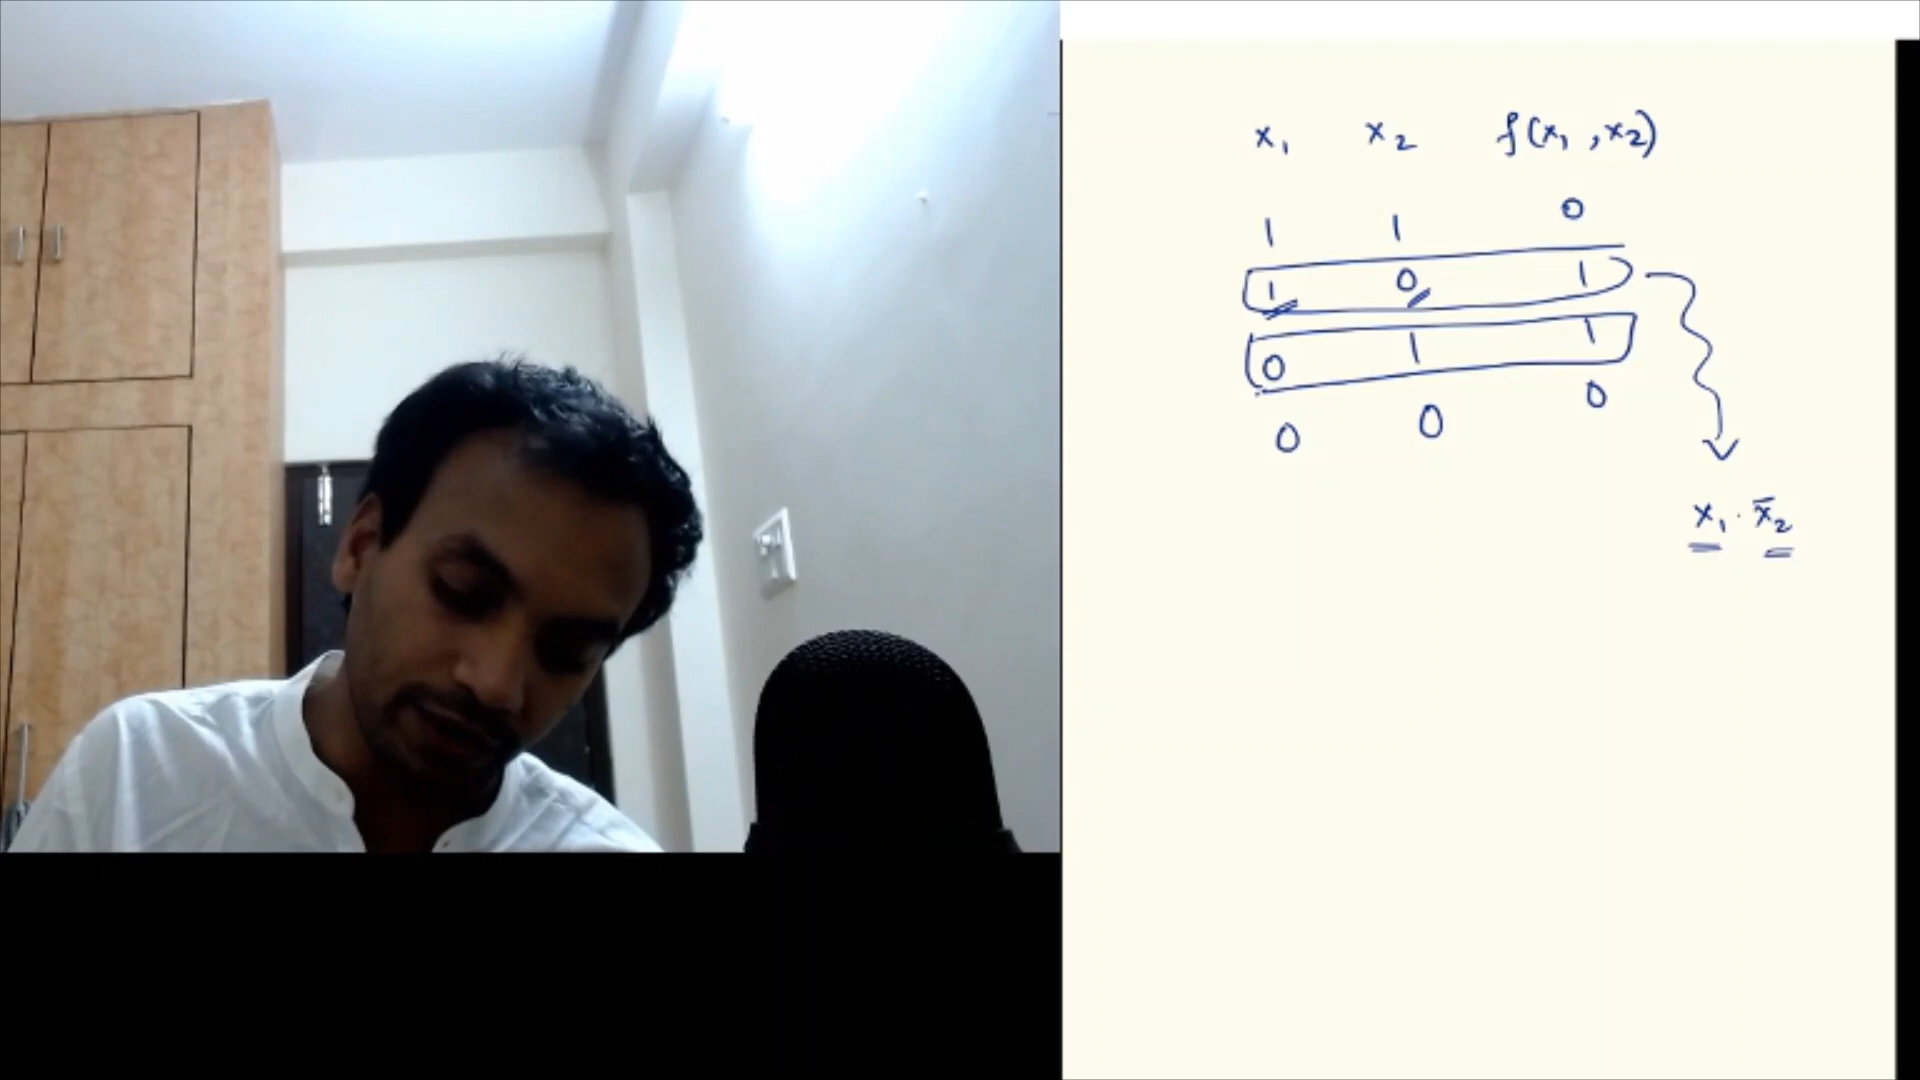 x₁ x₂ f(x₁, x₂)
1 1 0
1 0 1
0 1 1
0 0 0
x₁ · x̄₂